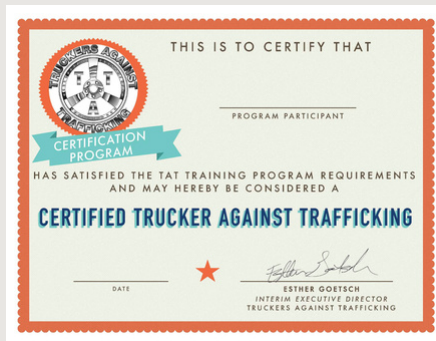 THIS IS TO CERTIFY THAT
TRUCKERS AGAINST
TRAFFICKING
T T
A
CERTIFICATION
PROGRAM
PROGRAM PARTICIPANT
HAS SATISFIED THE TAT TRAINING PROGRAM REQUIREMENTS
AND MAY HEREBY BE CONSIDERED A
CERTIFIED TRUCKER AGAINST TRAFFICKING
DATE
ESTHER GOETSCH
INTERIM EXECUTIVE DIRECTOR
TRUCKERS AGAINST TRAFFICKING